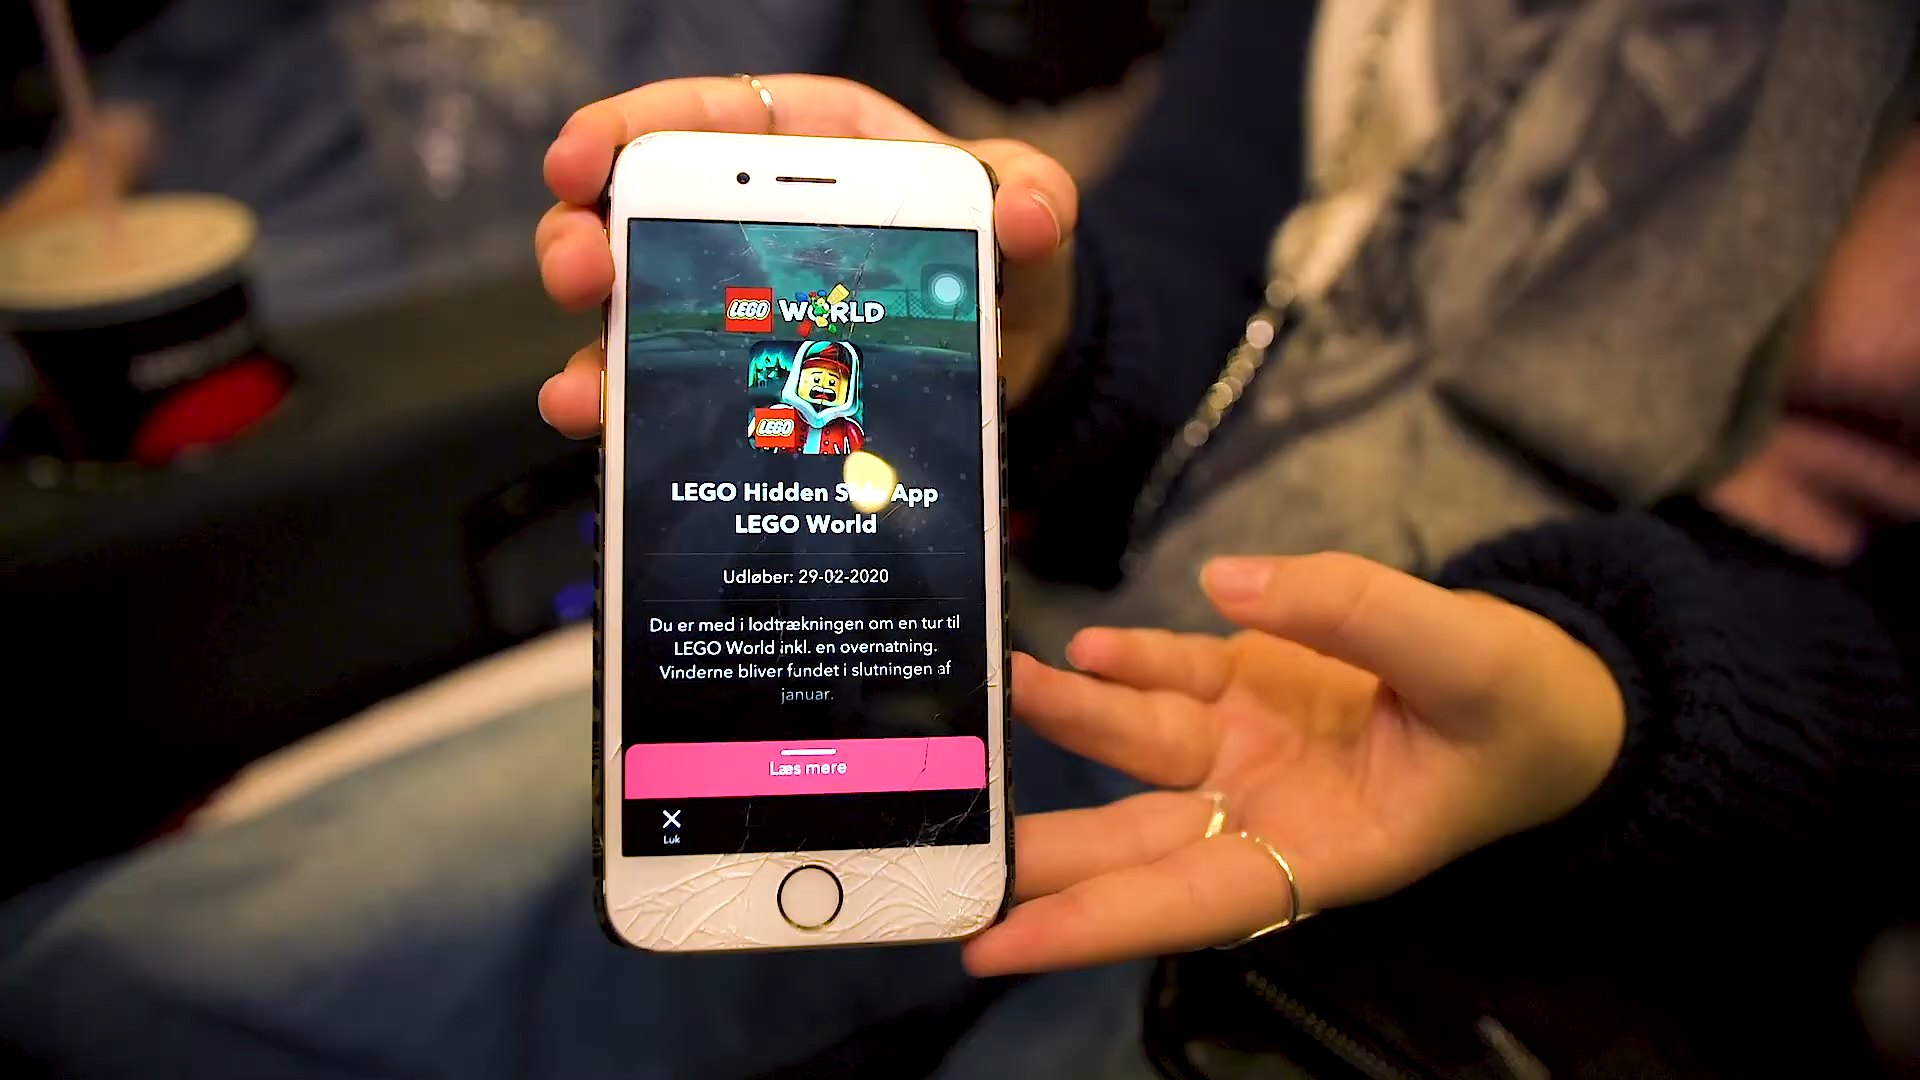 LEGO WORLD
LEGO
LEGO Hidden App
LEGO World
Udløber: 29-02-2020
Du er med i lodtrækningen om en tur til
LEGO World inkl. en overnatning.
Vinderne bliver fundet i slutningen af
januar.
Læs mere
Luk